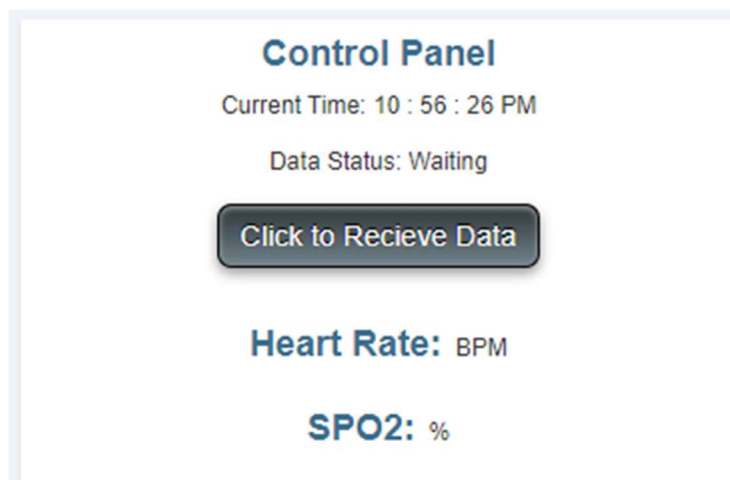 Control Panel
Current Time: 10 : 56 : 26 PM
Data Status: Waiting
Click to Recieve Data
Heart Rate: BPM
SPO2: %